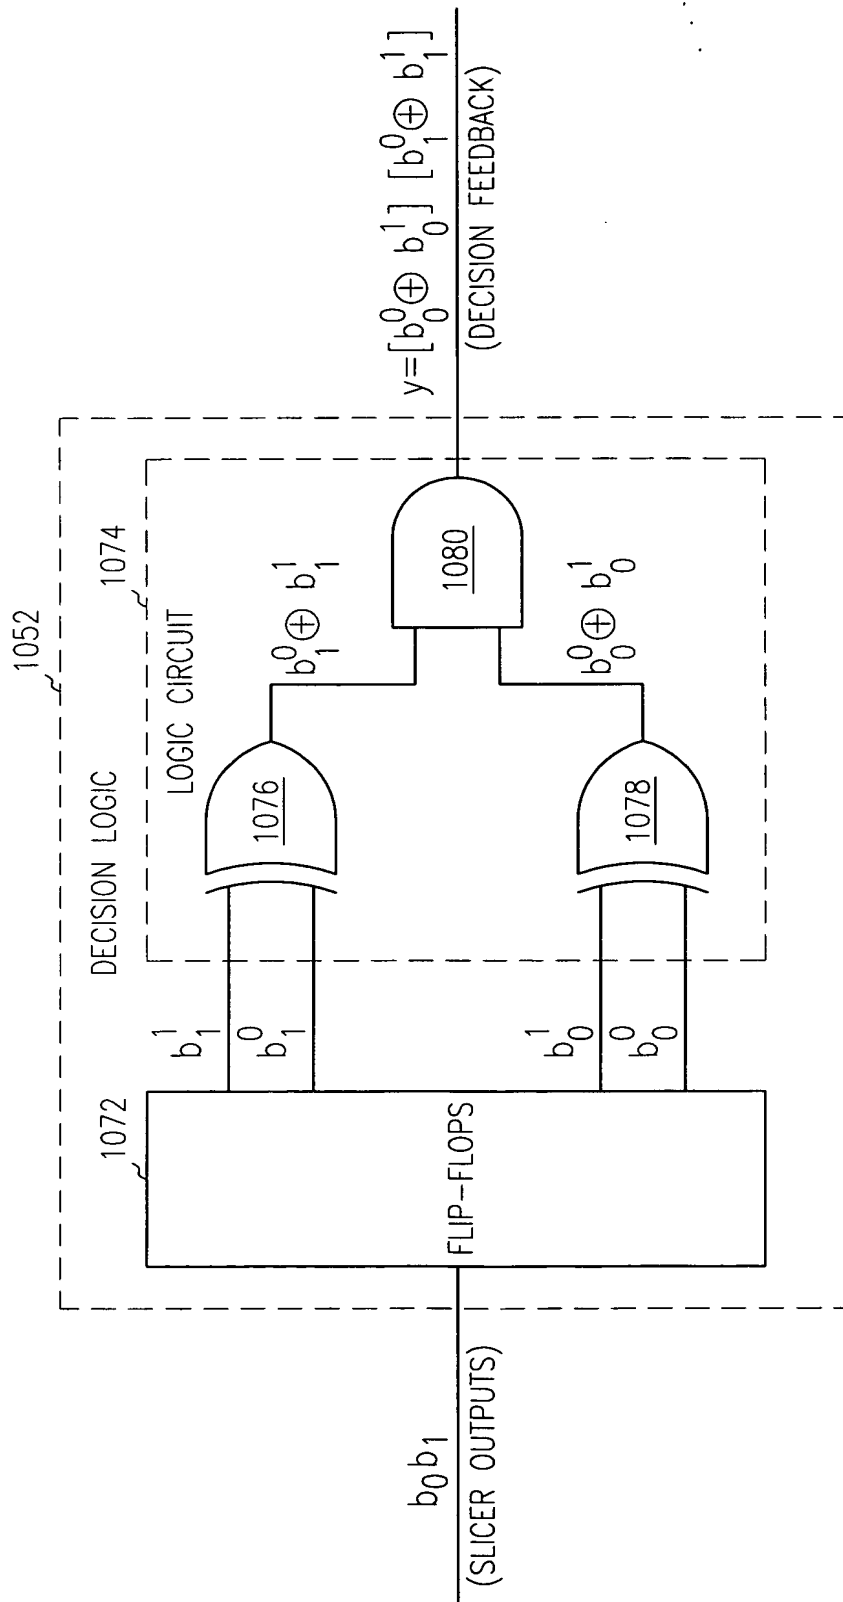 1052
DECISION LOGIC
1074
LOGIC CIRCUIT
1072
FLIP-FLOPS
b₀b₁
(SLICER OUTPUTS)
b₁¹
b₁⁰
b₀¹
b₀⁰
1076
1078
b₁⁰⊕ b₁¹
b₀⁰⊕ b₀¹
1080
y=[b₀⁰⊕ b₀¹] [b₁⁰⊕ b₁¹]
(DECISION FEEDBACK)